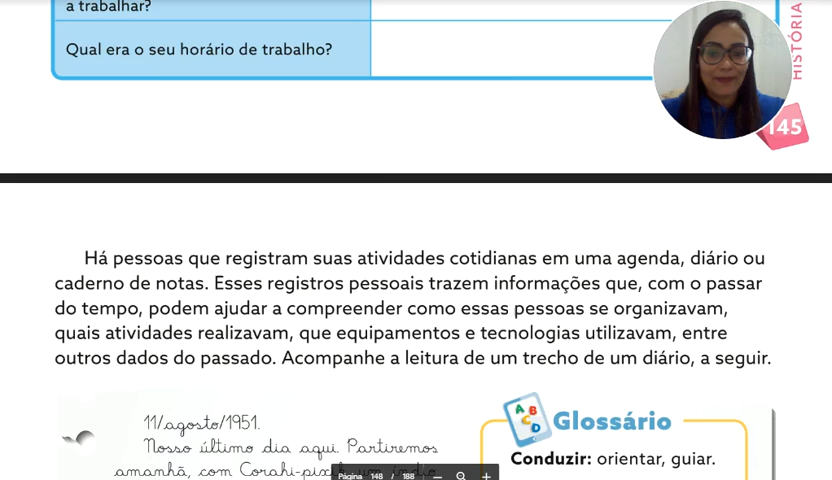 a trabalhar?
Qual era o seu horário de trabalho?
HISTÓRIA
145
Há pessoas que registram suas atividades cotidianas em uma agenda, diário ou
caderno de notas. Esses registros pessoais trazem informações que, com o passar
do tempo, podem ajudar a compreender como essas pessoas se organizavam,
quais atividades realizavam, que equipamentos e tecnologias utilizavam, entre
outros dados do passado. Acompanhe a leitura de um trecho de um diário, a seguir.
11/agosto/1951.
Nosso último dia aqui. Partiremos
amanhã, com
A B C D
Glossário
Conduzir: orientar, guiar.
Página 148 / 188 — +